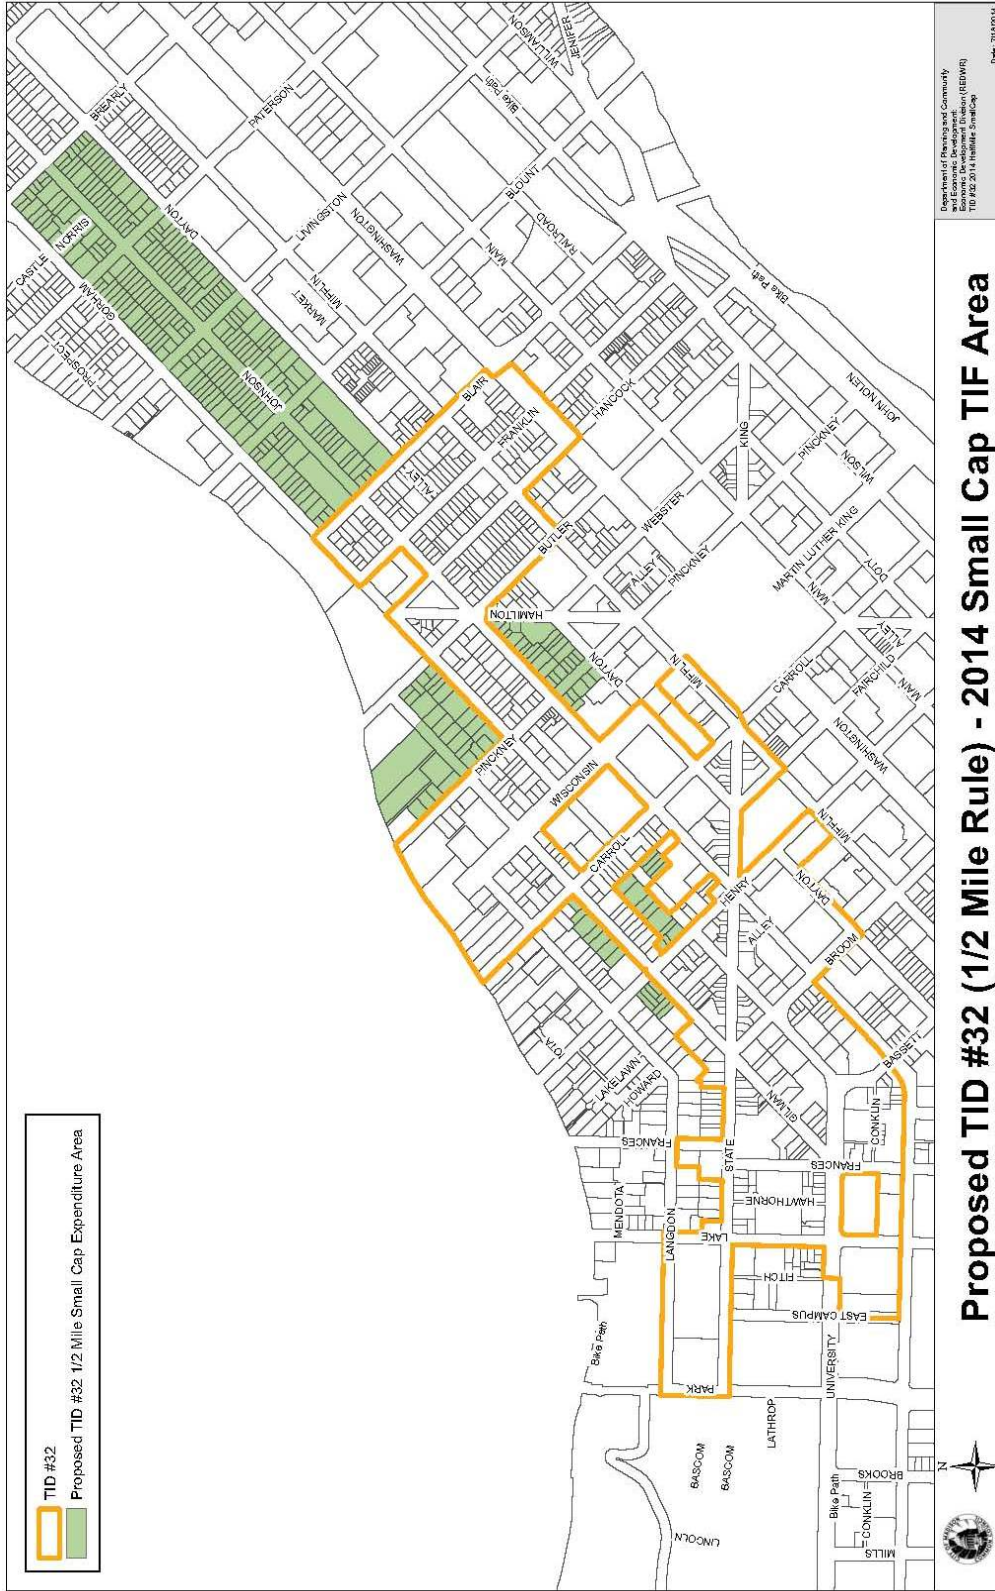 TID #32
Proposed TID #32 1/2 Mile Small Cap Expenditure Area
CASTLE
NORRIS
BREARLY
PATERSON
WILLIAMSON
JENIFER
Bike Path
PROSPECT
GORHAM
DAYTON
LIVINGSTON
WASHINGTON
WASHINGTON
BLOUNT
RAILROAD
MAIN
MIFFLIN
MARKET
JOHNSON
BLAIR
FRANKLIN
ALLEY
HANCOCK
Bike Path
JOHN NOLEN
KING
PINCKNEY
WILSON
BUTLER
WEBSTER
HAMILTON
ALLEY
PINCKNEY
MARTIN LUTHER KING
MAIN
DOTY
DAYTON
MIFFLIN
CARROLL
FAIRCHILD
ALLEY
MAIN
WASHINGTON
PINCKNEY
WISCONSIN
CARROLL
HENRY
MIFFLIN
DAYTON
ALLEY
BROOM
BASSETT
IOTA
LAKELAWN
HOWARD
FRANCES
GILMAN
CONKLIN
STATE
FRANCES
MENDOTA
LANGDON
LAKE
HAWTHORNE
FITCH
EAST CAMPUS
Bike Path
PARK
UNIVERSITY
LATHROP
BASCOM
BASCOM
LINCOLN
Bike Path
BROOKS
CONKLIN
MILLS
N
Proposed TID #32 (1/2 Mile Rule) - 2014 Small Cap TIF Area
Department of Planning and Community
and Economic Development
Economic Development Division (REDWR)
TID #32 2014 Halfmile SmallCap